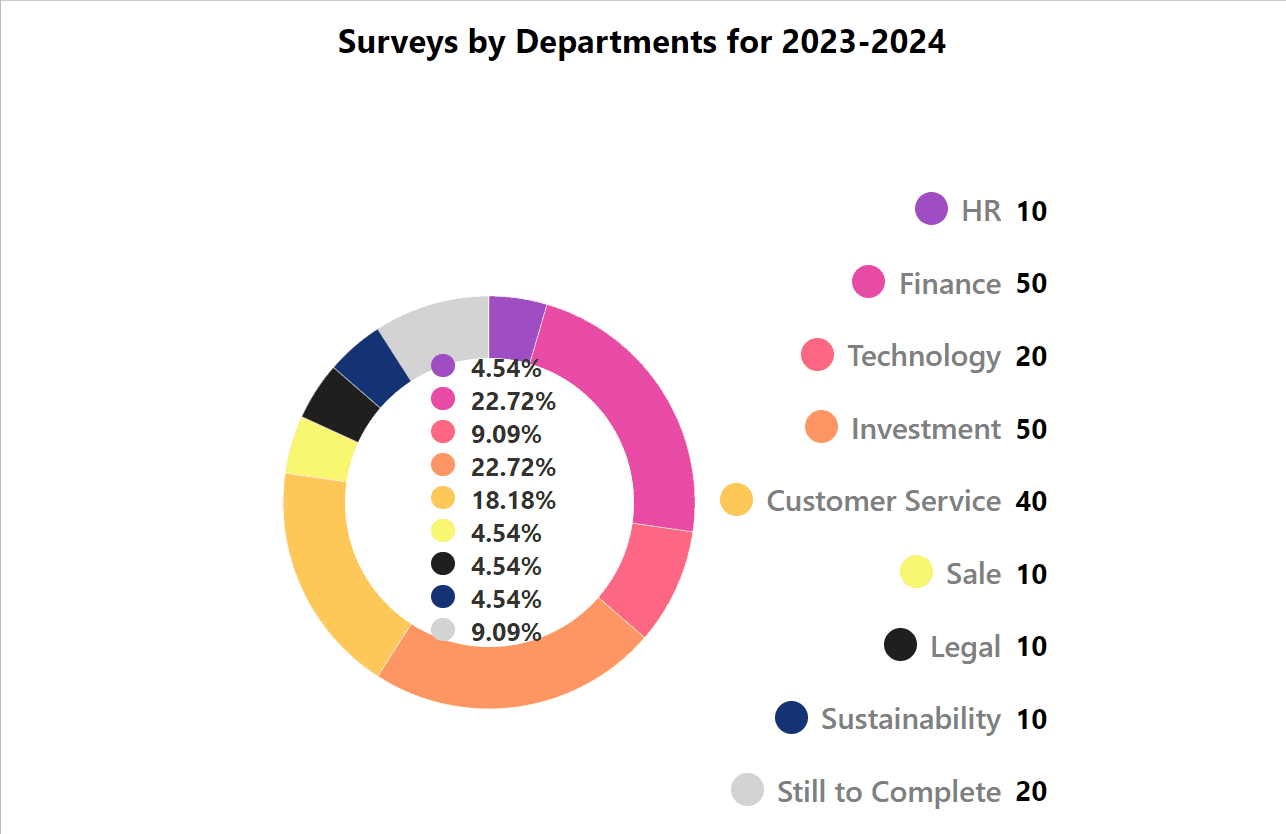 Surveys by Departments for 2023-2024
4.54%
22.72%
9.09%
22.72%
18.18%
4.54%
4.54%
4.54%
9.09%
HR 10
Finance 50
Technology 20
Investment 50
Customer Service 40
Sale 10
Legal 10
Sustainability 10
Still to Complete 20